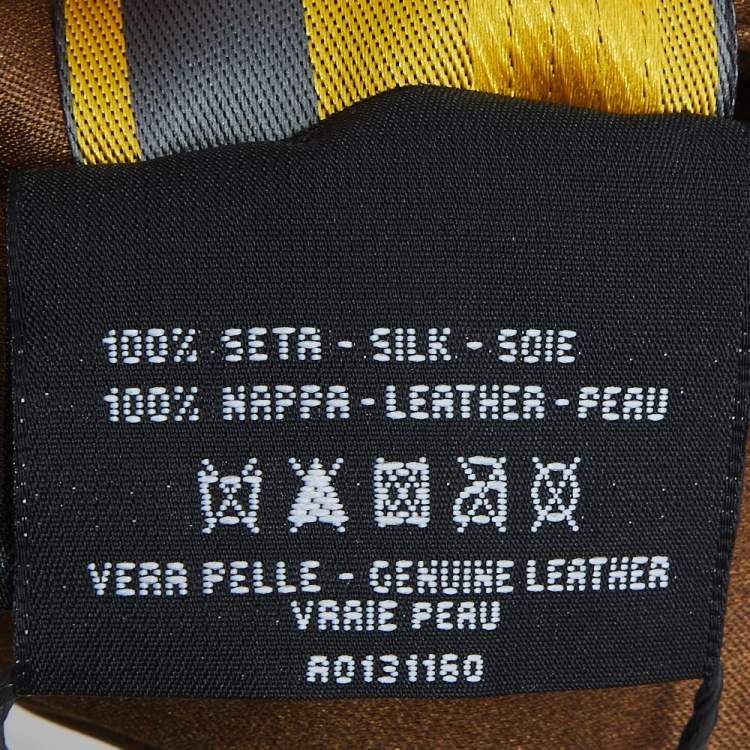 100% SETA - SILK - SOIE
100% NAPPA - LEATHER - PEAU
VERA PELLE - GENUINE LEATHER
VRAIE PEAU
A0131160